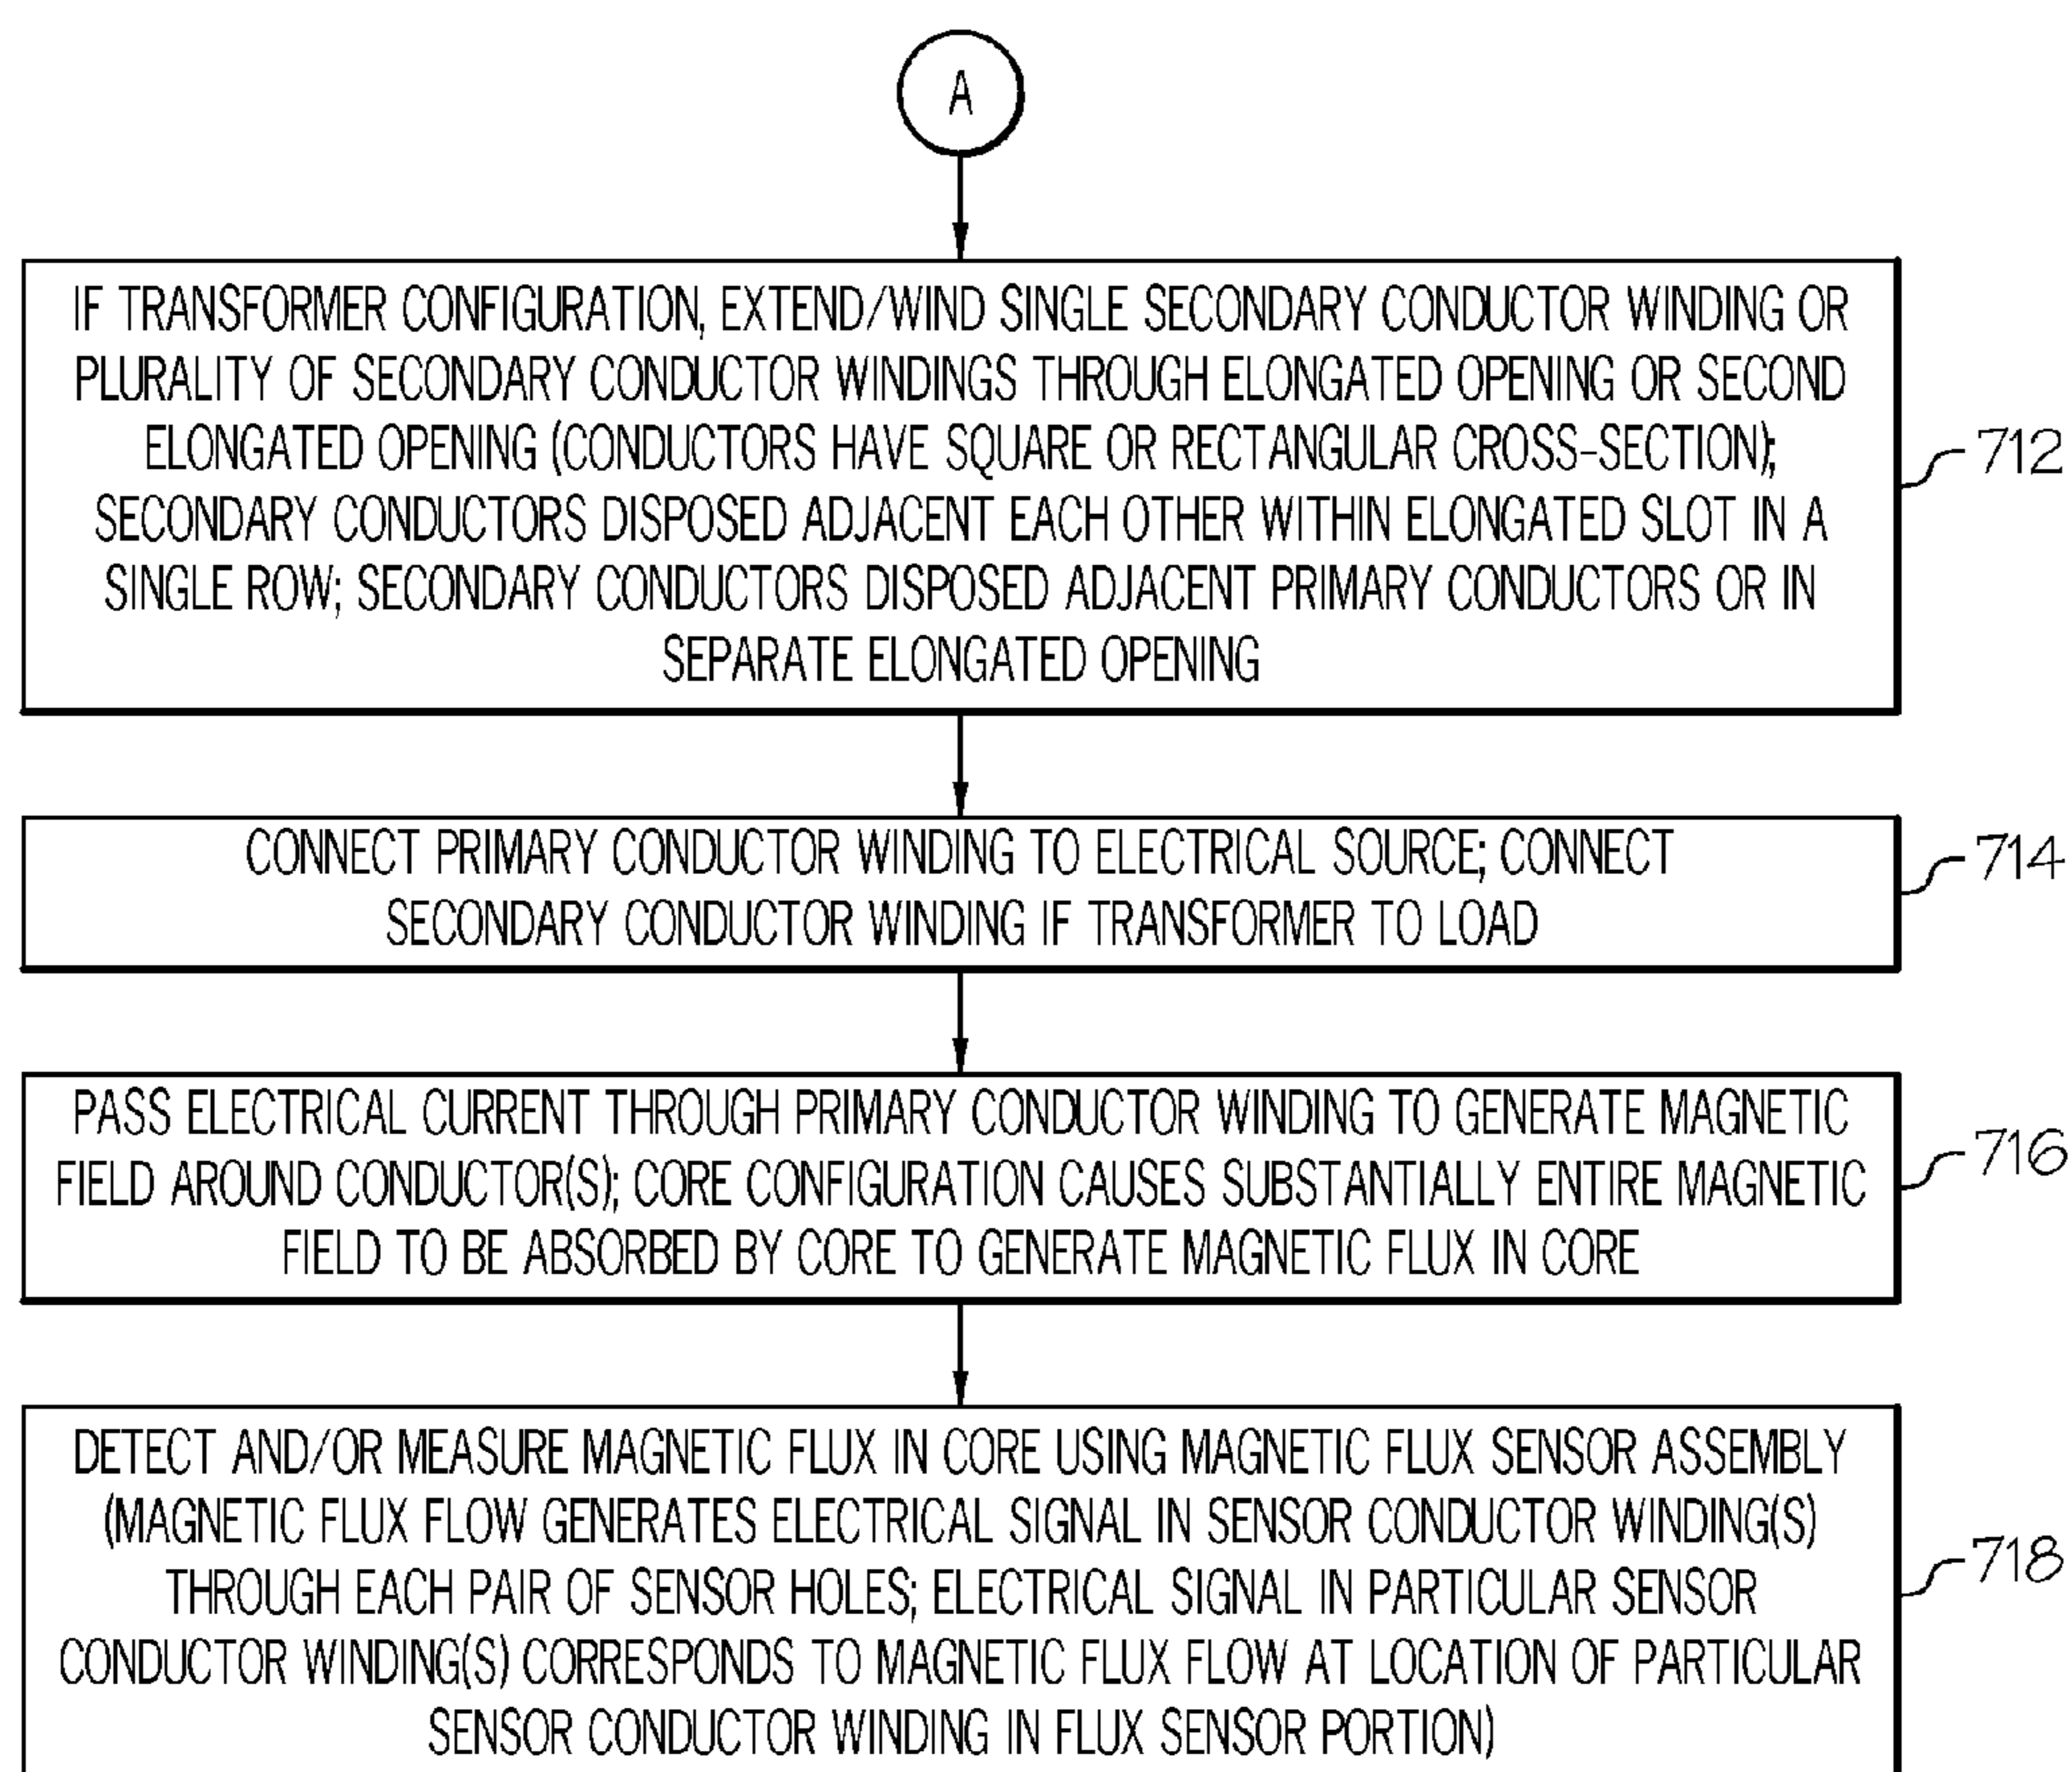 A
IF TRANSFORMER CONFIGURATION, EXTEND/WIND SINGLE SECONDARY CONDUCTOR WINDING OR
PLURALITY OF SECONDARY CONDUCTOR WINDINGS THROUGH ELONGATED OPENING OR SECOND
ELONGATED OPENING (CONDUCTORS HAVE SQUARE OR RECTANGULAR CROSS-SECTION);
SECONDARY CONDUCTORS DISPOSED ADJACENT EACH OTHER WITHIN ELONGATED SLOT IN A
SINGLE ROW; SECONDARY CONDUCTORS DISPOSED ADJACENT PRIMARY CONDUCTORS OR IN
SEPARATE ELONGATED OPENING
712
CONNECT PRIMARY CONDUCTOR WINDING TO ELECTRICAL SOURCE; CONNECT
SECONDARY CONDUCTOR WINDING IF TRANSFORMER TO LOAD
714
PASS ELECTRICAL CURRENT THROUGH PRIMARY CONDUCTOR WINDING TO GENERATE MAGNETIC
FIELD AROUND CONDUCTOR(S); CORE CONFIGURATION CAUSES SUBSTANTIALLY ENTIRE MAGNETIC
FIELD TO BE ABSORBED BY CORE TO GENERATE MAGNETIC FLUX IN CORE
716
DETECT AND/OR MEASURE MAGNETIC FLUX IN CORE USING MAGNETIC FLUX SENSOR ASSEMBLY
(MAGNETIC FLUX FLOW GENERATES ELECTRICAL SIGNAL IN SENSOR CONDUCTOR WINDING(S)
THROUGH EACH PAIR OF SENSOR HOLES; ELECTRICAL SIGNAL IN PARTICULAR SENSOR
CONDUCTOR WINDING(S) CORRESPONDS TO MAGNETIC FLUX FLOW AT LOCATION OF PARTICULAR
SENSOR CONDUCTOR WINDING IN FLUX SENSOR PORTION)
718